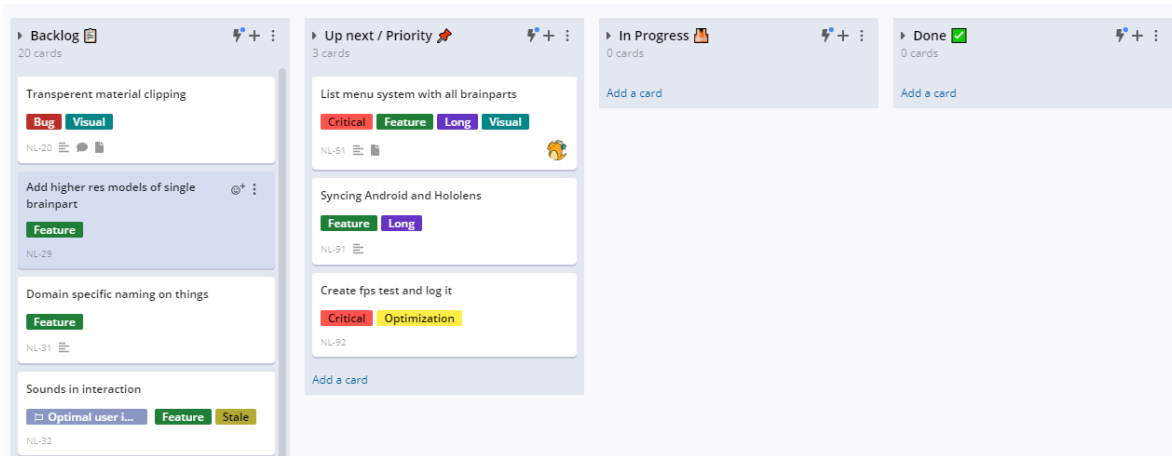 Backlog
20 cards
Transperent material clipping
Bug Visual
NL-20
Add higher res models of single
brainpart
Feature
NL-29
Domain specific naming on things
Feature
NL-31
Sounds in interaction
Optimal user i... Feature Stale
NL-32
Up next / Priority
3 cards
List menu system with all brainparts
Critical Feature Long Visual
NL-51
Syncing Android and Hololens
Feature Long
NL-91
Create fps test and log it
Critical Optimization
NL-92
Add a card
In Progress
0 cards
Add a card
Done
0 cards
Add a card